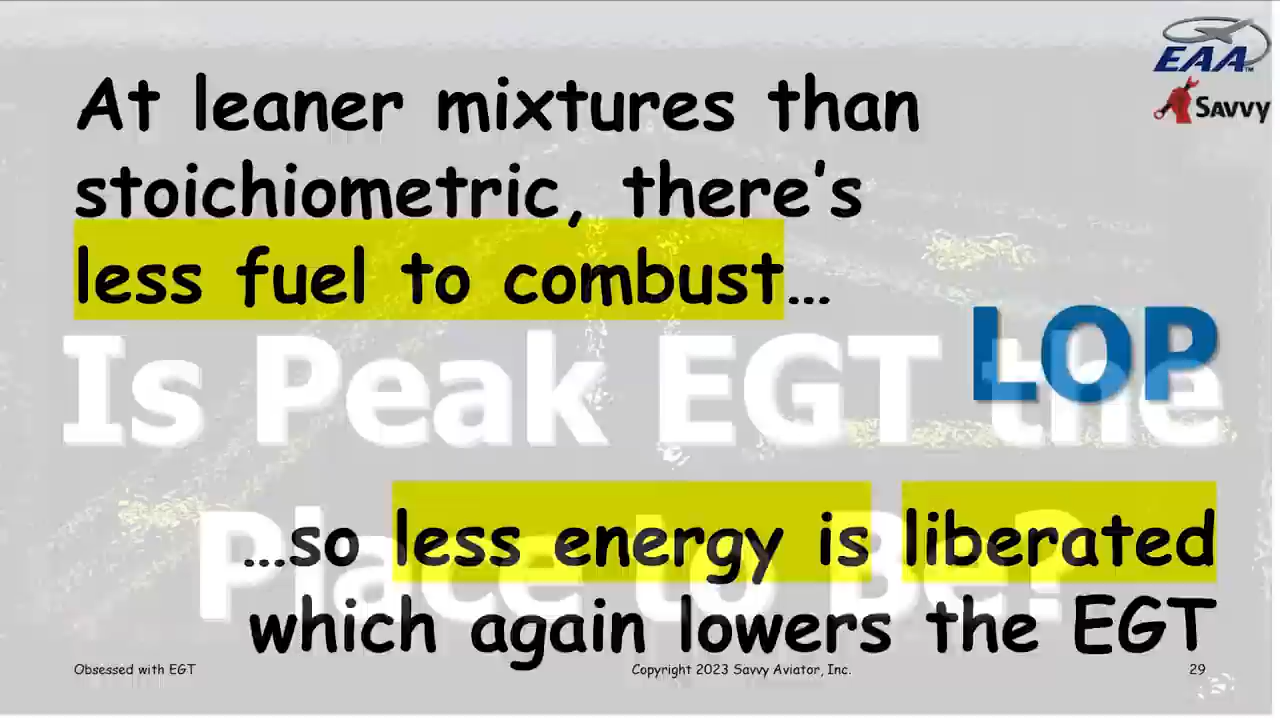 EAA
Savvy
At leaner mixtures than
stoichiometric, there's
less fuel to combust...
LOP
Is Peak EGT the
Place to Be?
...so less energy is liberated
which again lowers the EGT
Obsessed with EGT
Copyright 2023 Savvy Aviator, Inc.
29